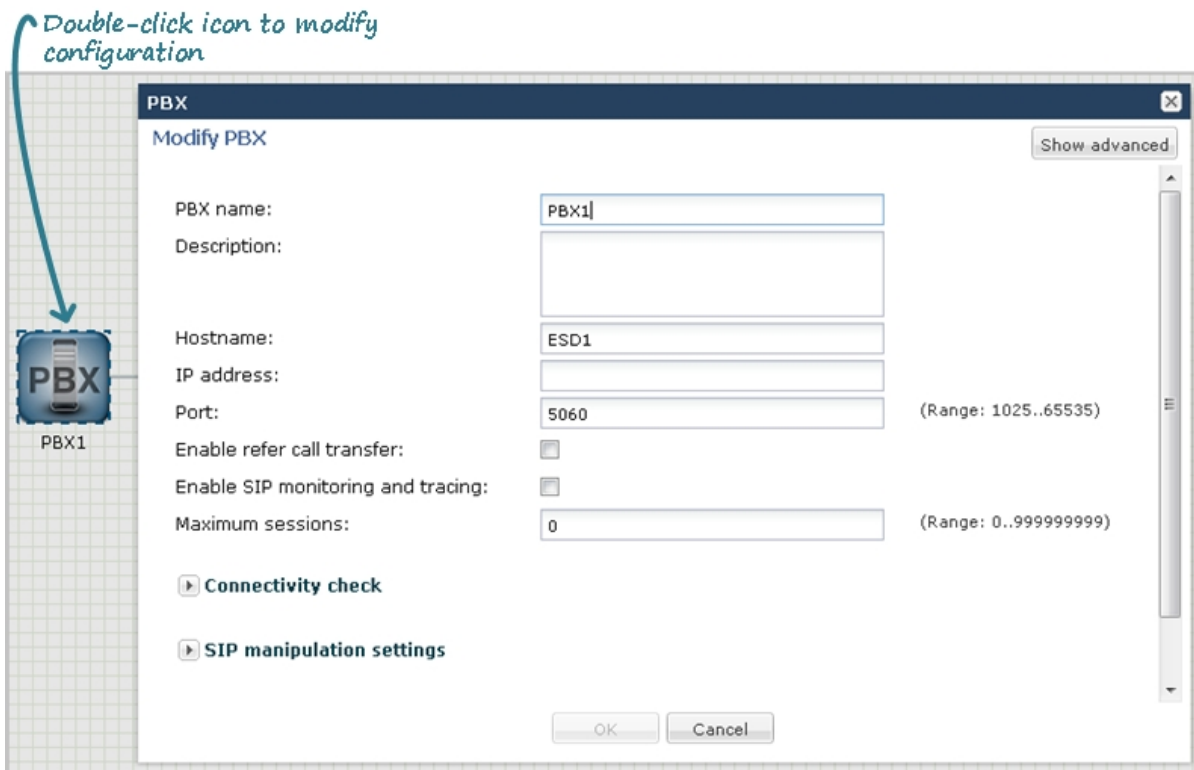 Double-click icon to modify
configuration
PBX
Modify PBX
Show advanced
PBX name:
PBX1
Description:
Hostname:
ESD1
IP address:
Port:
5060
(Range: 1025..65535)
Enable refer call transfer:
Enable SIP monitoring and tracing:
Maximum sessions:
0
(Range: 0..999999999)
Connectivity check
SIP manipulation settings
OK
Cancel
PBX
PBX1